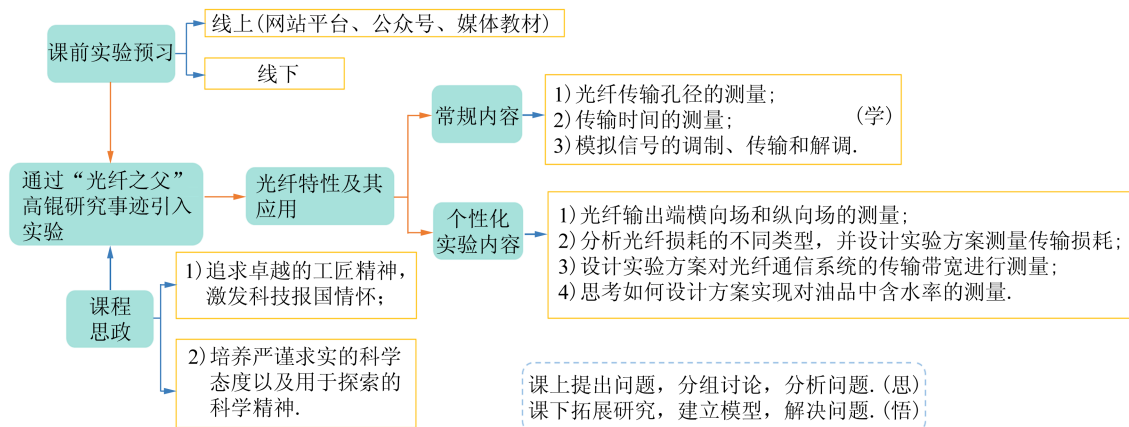 课前实验预习
线上(网站平台、公众号、媒体教材)
线下
通过“光纤之父”
高锟研究事迹引入
实验
光纤特性及其
应用
常规内容
1)光纤传输孔径的测量;
2)传输时间的测量;
(学)
3)模拟信号的调制、传输和解调.
个性化
实验内容
1)光纤输出端横向场和纵向场的测量;
2)分析光纤损耗的不同类型，并设计实验方案测量传输损耗;
3)设计实验方案对光纤通信系统的传输带宽进行测量;
4)思考如何设计方案实现对油品中含水率的测量.
课程
思政
1)追求卓越的工匠精神，
激发科技报国情怀；
2)培养严谨求实的科学
态度以及用于探索的
科学精神.
课上提出问题，分组讨论，分析问题.(思)
课下拓展研究，建立模型，解决问题.(悟)